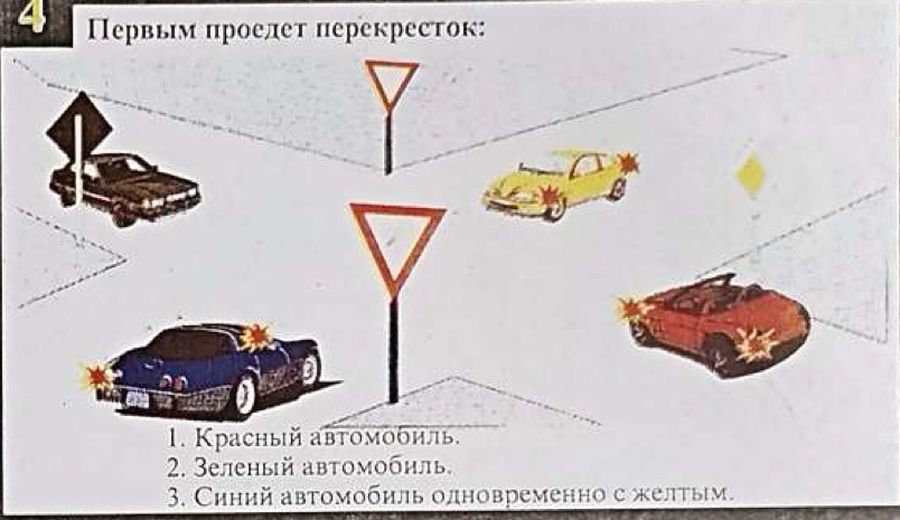 4
Первым проедет перекресток:
1. Красный автомобиль.
2. Зеленый автомобиль.
3. Синий автомобиль одновременно с желтым.